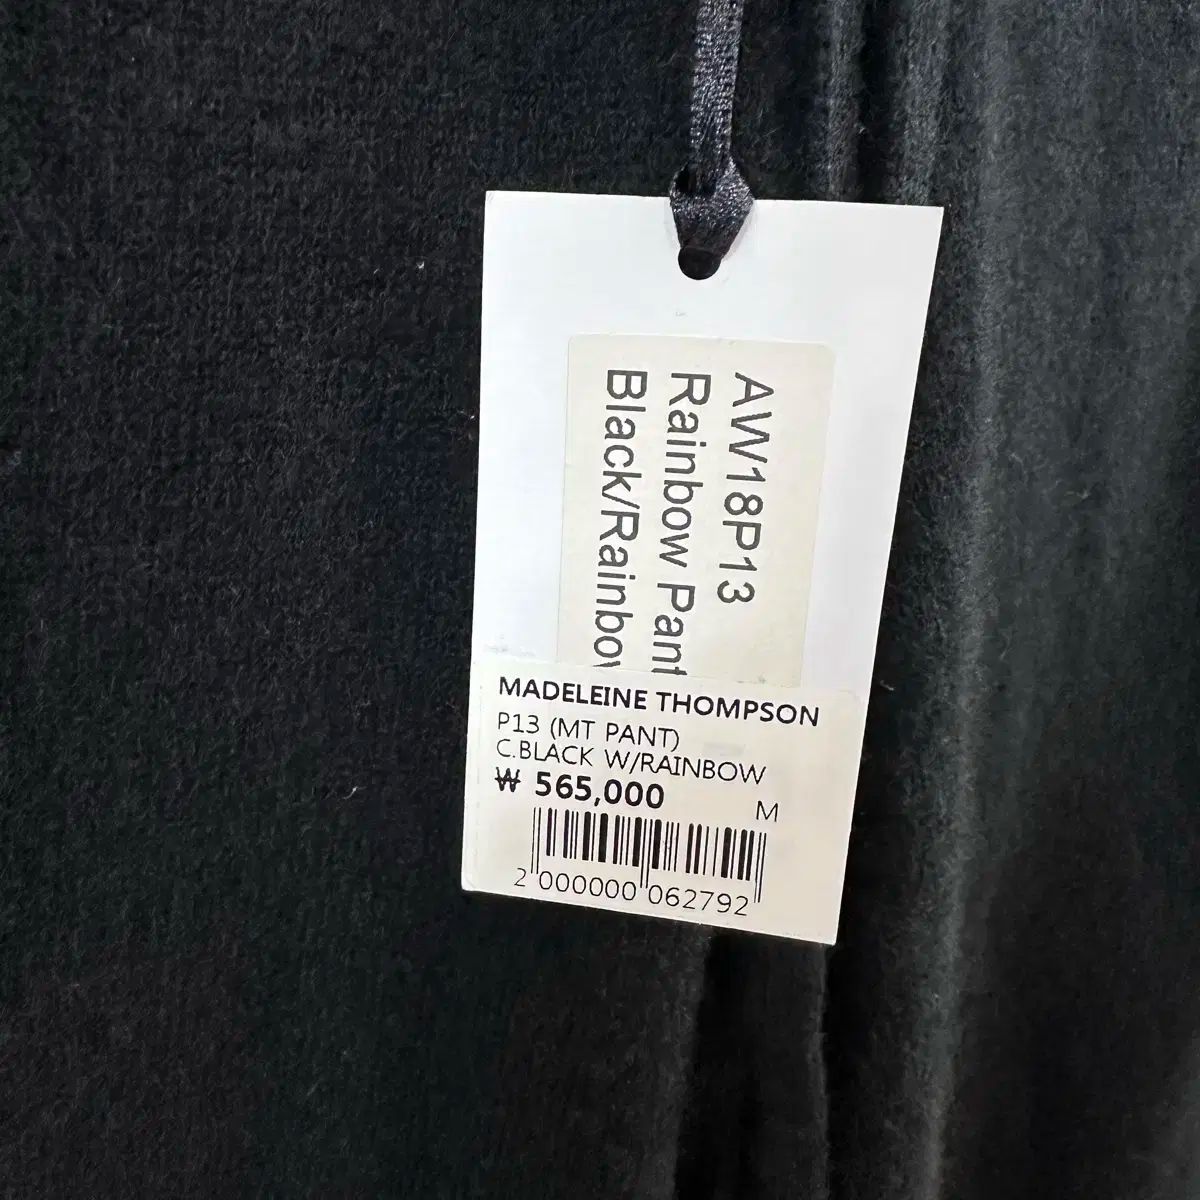 AW18P13
Rainbow Pant
Black/Rainbow
MADELEINE THOMPSON
P13 (MT PANT)
C.BLACK W/RAINBOW
₩ 565,000
M
2 000000 062792